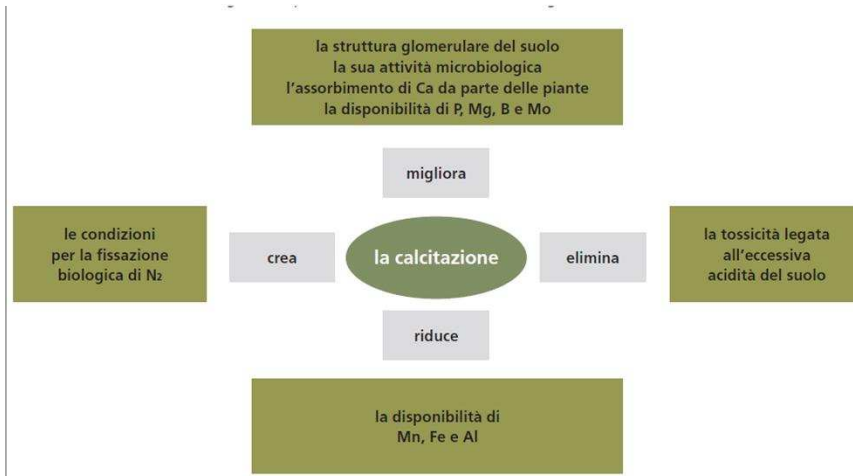 la struttura glomerulare del suolo
la sua attività microbiologica
l'assorbimento di Ca da parte delle piante
la disponibilità di P, Mg, B e Mo
migliora
le condizioni
per la fissazione
biologica di N₂
crea
la calcitazione
elimina
la tossicità legata
all'eccessiva
acidità del suolo
riduce
la disponibilità di
Mn, Fe e Al